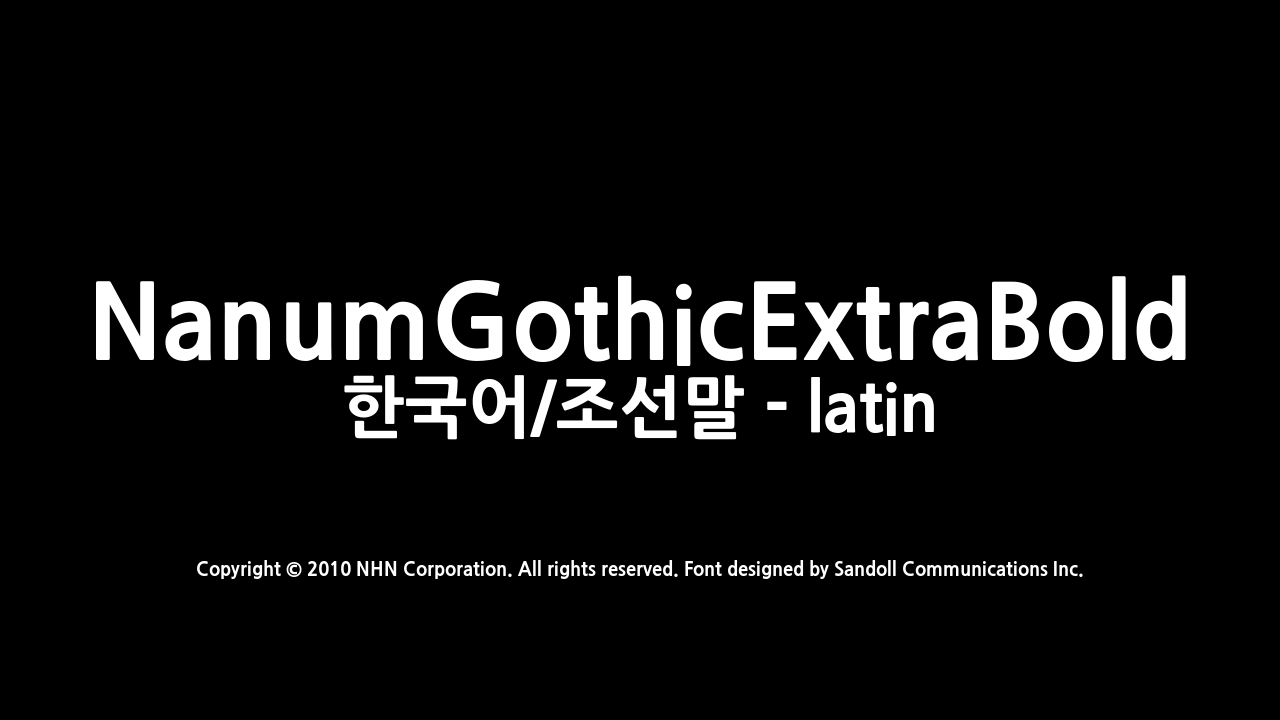 NanumGothicExtraBold
한국어/조선말 - latin
Copyright © 2010 NHN Corporation. All rights reserved. Font designed by Sandoll Communications Inc.